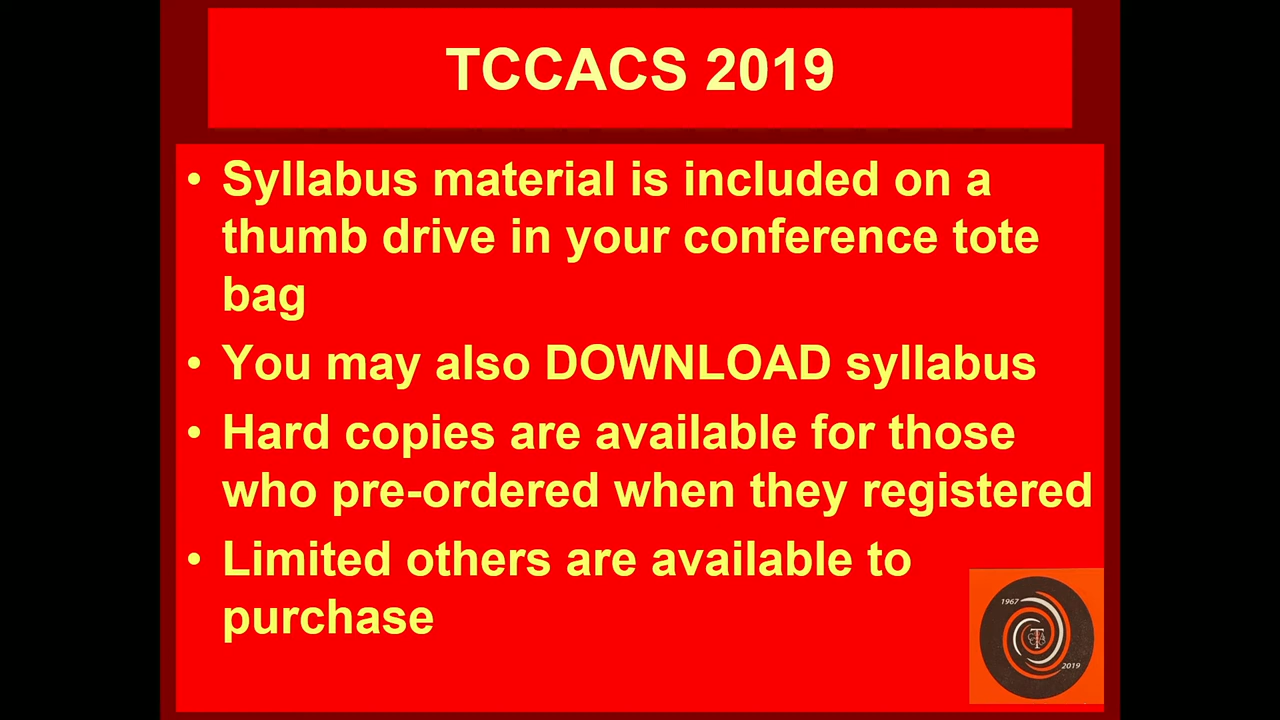 TCCACS 2019
• Syllabus material is included on a
thumb drive in your conference tote
bag
• You may also DOWNLOAD syllabus
• Hard copies are available for those
who pre-ordered when they registered
• Limited others are available to
purchase
1967
2019